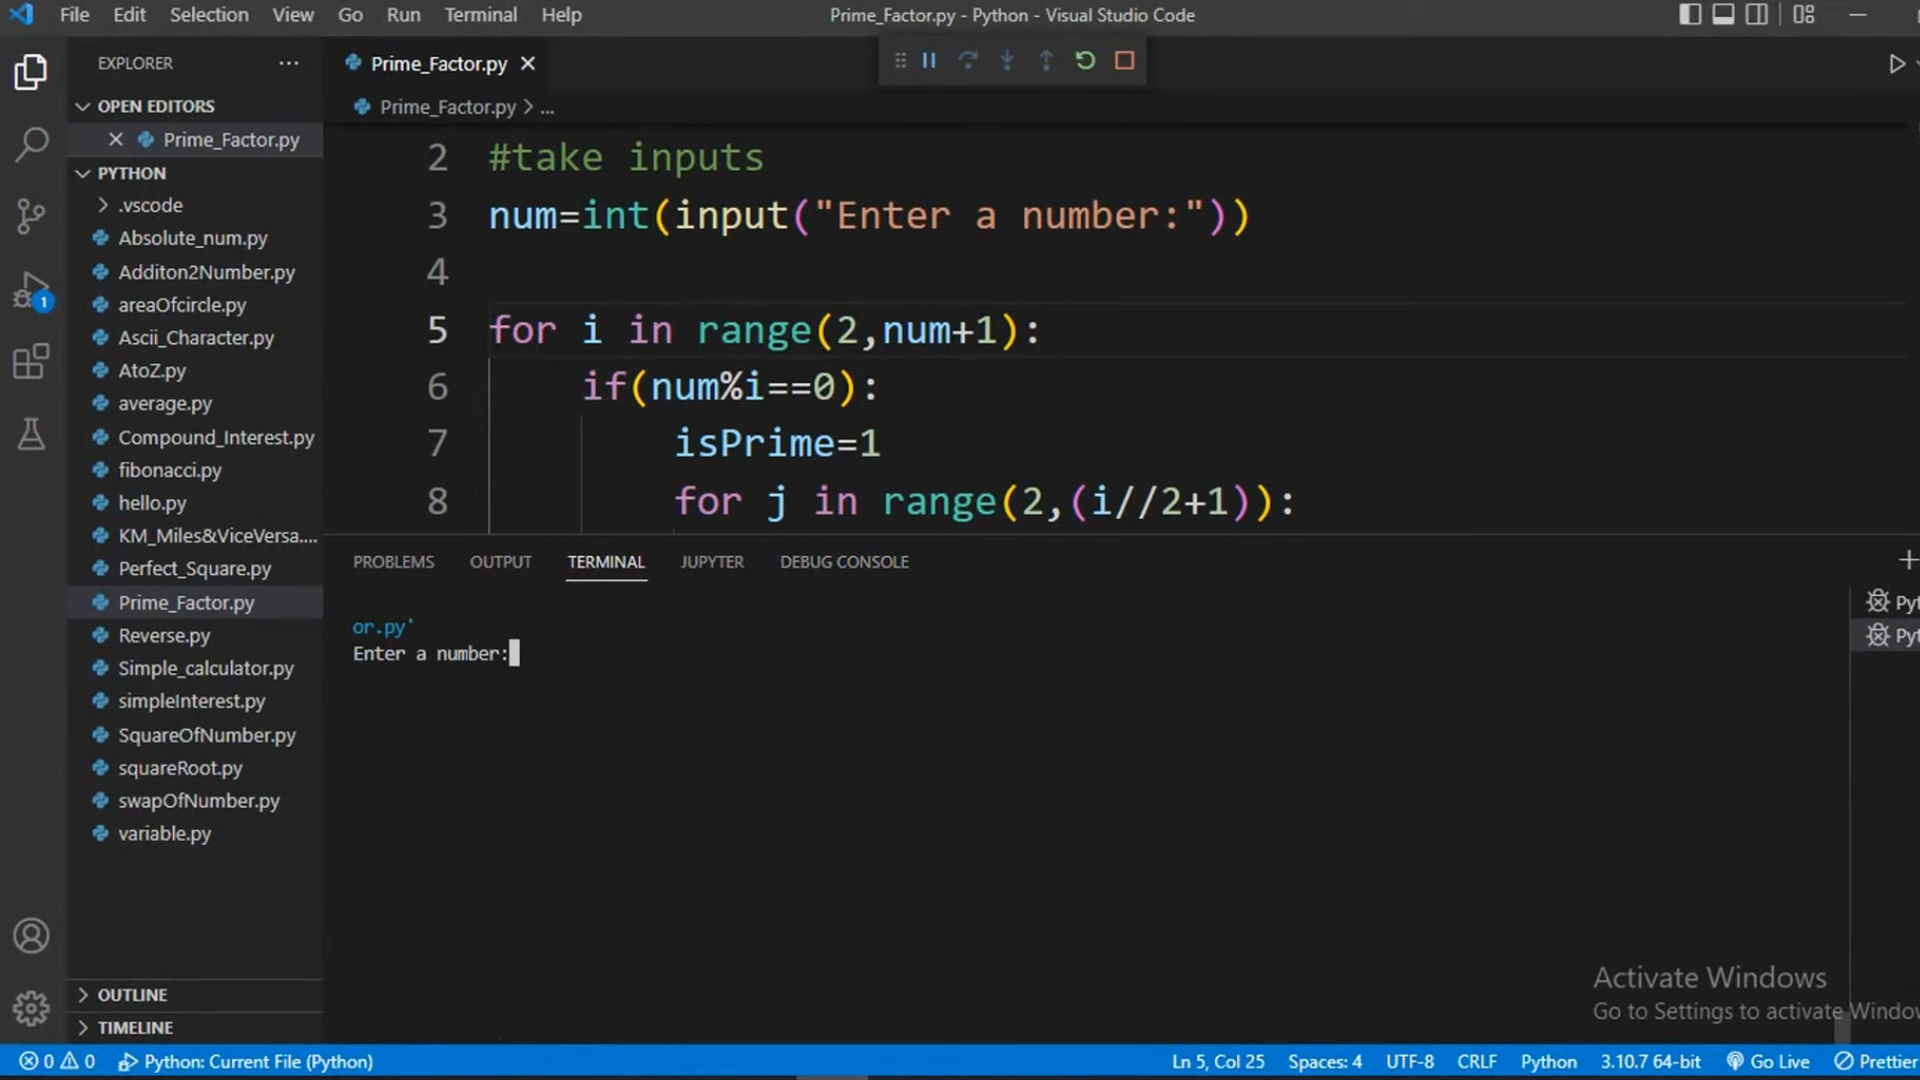 File Edit Selection View Go Run Terminal Help
Prime_Factor.py - Python - Visual Studio Code
EXPLORER
OPEN EDITORS
Prime_Factor.py
PYTHON
.vscode
Absolute_num.py
Additon2Number.py
areaOfcircle.py
Ascii_Character.py
AtoZ.py
average.py
Compound_Interest.py
fibonacci.py
hello.py
KM_Miles&ViceVersa....
Perfect_Square.py
Prime_Factor.py
Reverse.py
Simple_calculator.py
simpleInterest.py
SquareOfNumber.py
squareRoot.py
swapOfNumber.py
variable.py
OUTLINE
TIMELINE
1
Prime_Factor.py
Prime_Factor.py > ...
2 #take inputs
3 num=int(input("Enter a number:"))
4
5 for i in range(2,num+1):
6 if(num%i==0):
7 isPrime=1
8 for j in range(2,(i//2+1)):
PROBLEMS OUTPUT TERMINAL JUPYTER DEBUG CONSOLE
or.py'
Enter a number:
Pyt
Pyt
Activate Windows
Go to Settings to activate Windo
0 0 Python: Current File (Python) Ln 5, Col 25 Spaces: 4 UTF-8 CRLF Python 3.10.7 64-bit Go Live Prettier